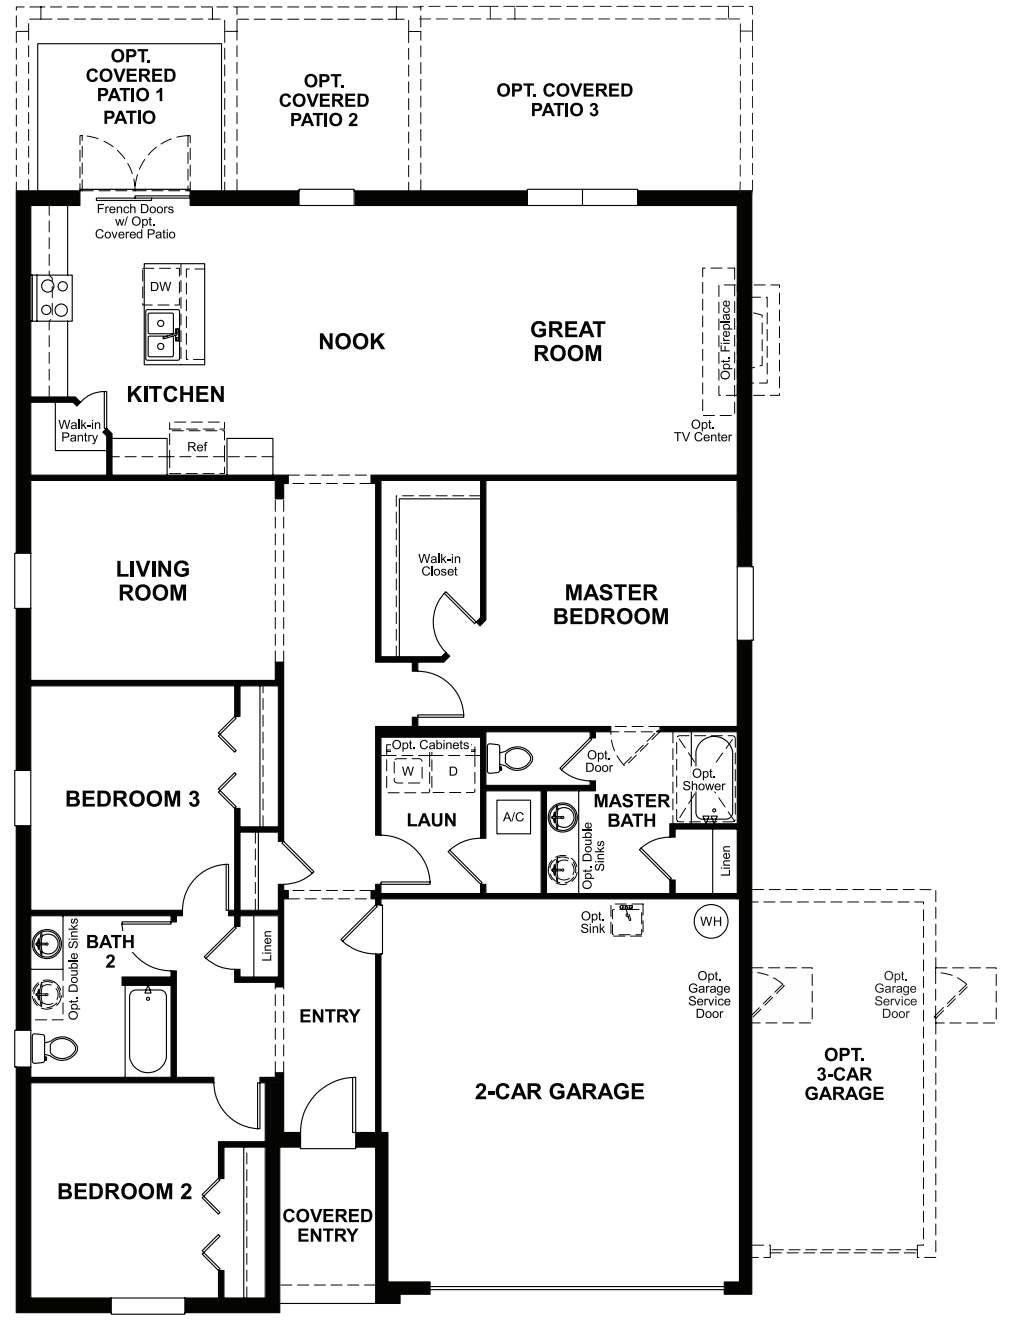 OPT.
COVERED
PATIO 1
PATIO
OPT.
COVERED
PATIO 2
OPT. COVERED
PATIO 3
French Doors
w/ Opt.
Covered Patio
DW
NOOK
GREAT
ROOM
Opt. Fireplace
KITCHEN
Walk-in
Pantry
Ref
Opt.
TV Center
LIVING
ROOM
Walk-in
Closet
MASTER
BEDROOM
Opt. Cabinets
W
D
Opt.
Door
Opt.
Shower
BEDROOM 3
LAUN
A/C
MASTER
BATH
Opt. Double
Sinks
Linen
Opt. Double Sinks
BATH
2
Linen
Opt.
Sink
WH
Opt.
Garage
Service
Door
Opt.
Garage
Service
Door
ENTRY
2-CAR GARAGE
OPT.
3-CAR
GARAGE
BEDROOM 2
COVERED
ENTRY